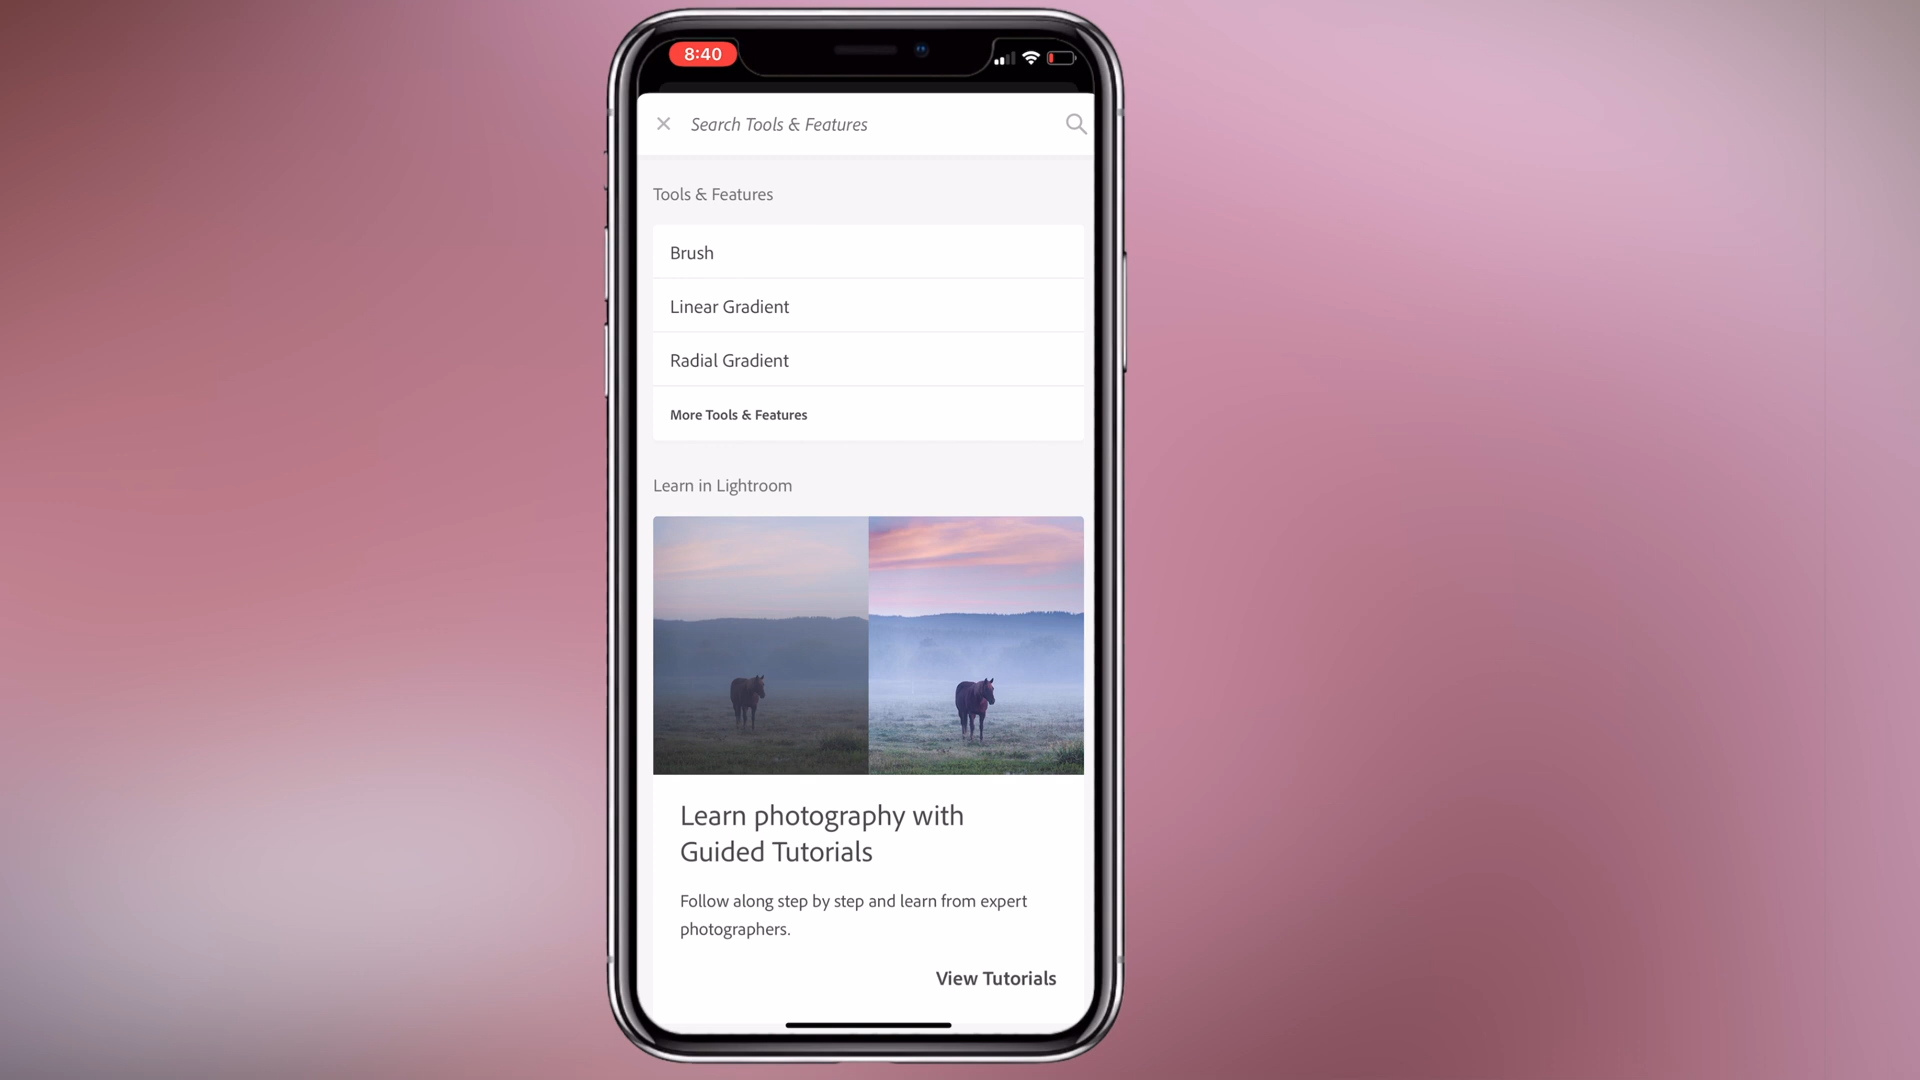 8:40
Search Tools & Features
Tools & Features
Brush
Linear Gradient
Radial Gradient
More Tools & Features
Learn in Lightroom
Learn photography with
Guided Tutorials
Follow along step by step and learn from expert
photographers.
View Tutorials